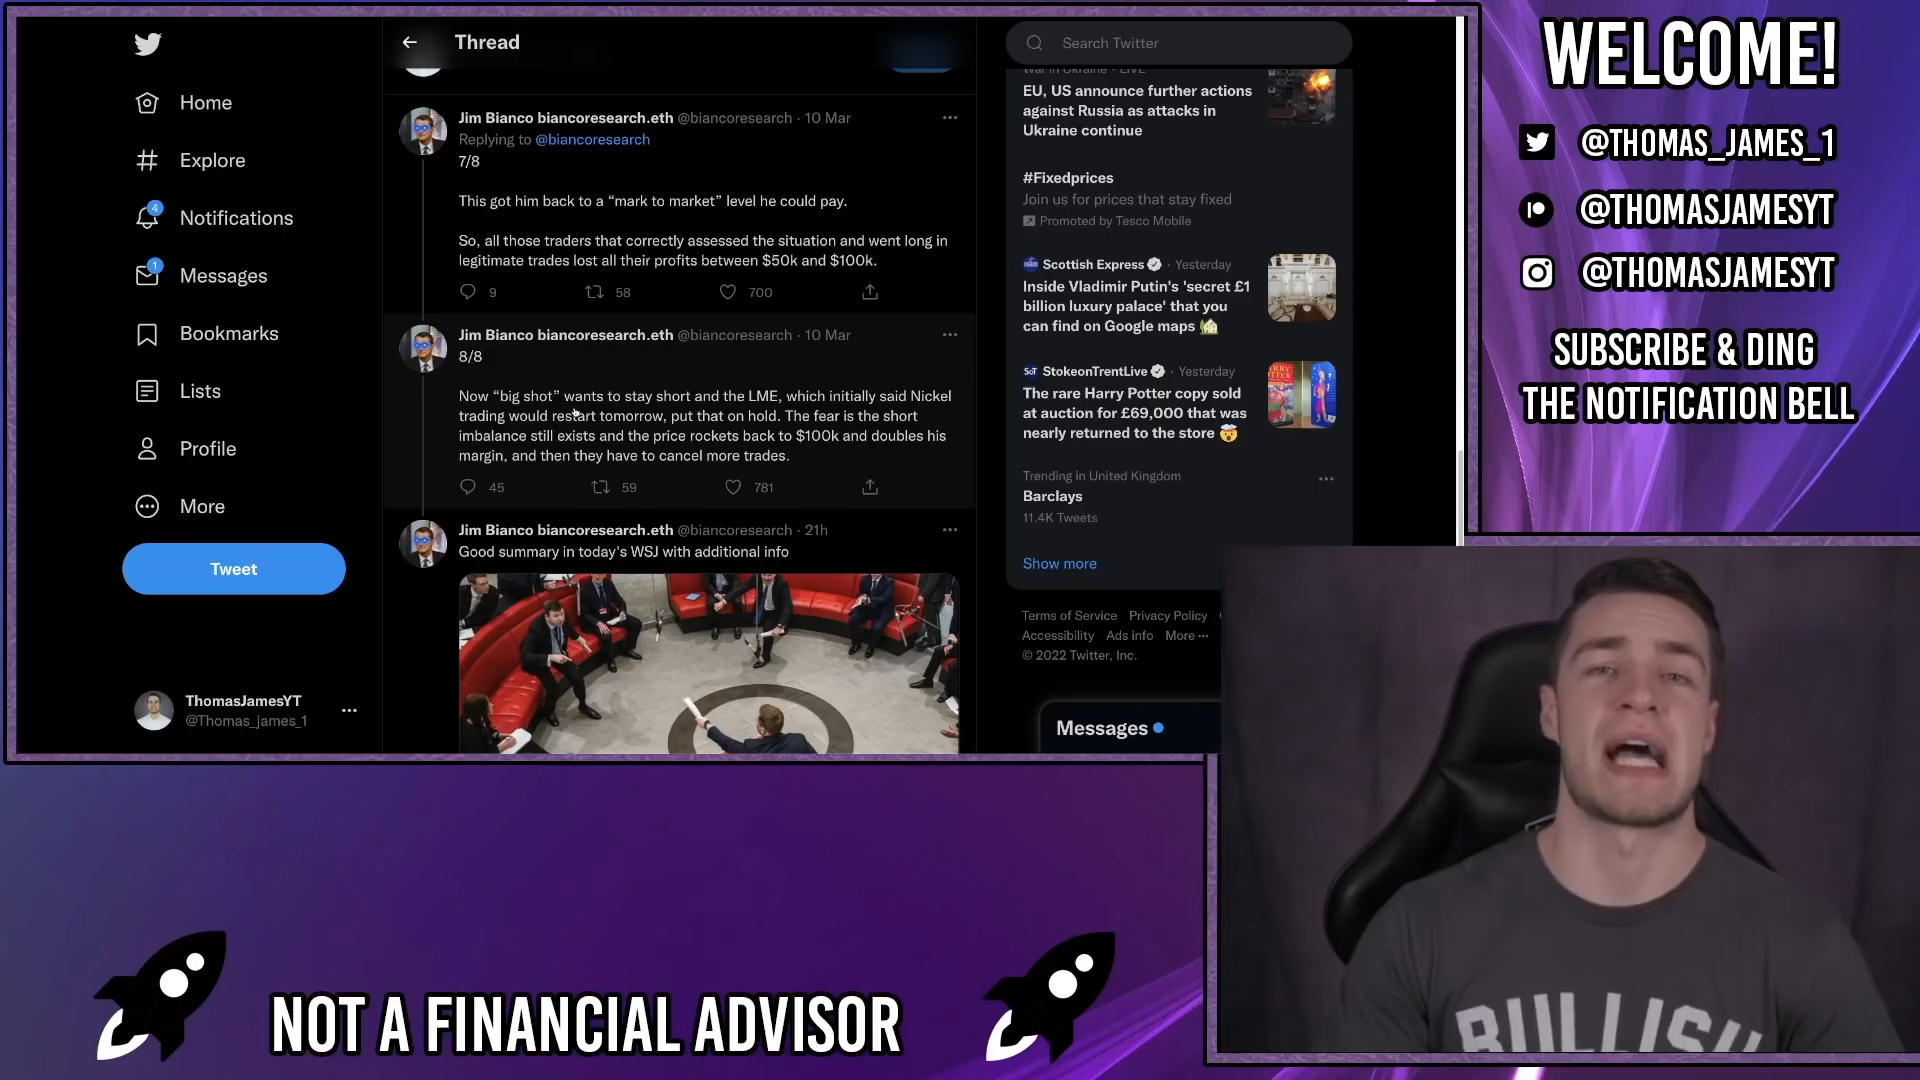 Home
Explore
4
Notifications
1
Messages
Bookmarks
Lists
Profile
More
Tweet
ThomasJamesYT
@Thomas_james_1
Thread
Jim Bianco biancoresearch.eth @biancoresearch · 10 Mar
Replying to @biancoresearch
7/8
This got him back to a “mark to market” level he could pay.
So, all those traders that correctly assessed the situation and went long in
legitimate trades lost all their profits between $50k and $100k.
9 58 700
Jim Bianco biancoresearch.eth @biancoresearch · 10 Mar
8/8
Now “big shot” wants to stay short and the LME, which initially said Nickel
trading would restart tomorrow, put that on hold. The fear is the short
imbalance still exists and the price rockets back to $100k and doubles his
margin, and then they have to cancel more trades.
45 59 781
Jim Bianco biancoresearch.eth @biancoresearch · 21h
Good summary in today's WSJ with additional info
Search Twitter
War in Ukraine · LIVE
EU, US announce further actions
against Russia as attacks in
Ukraine continue
#Fixedprices
Join us for prices that stay fixed
Promoted by Tesco Mobile
Scottish Express · Yesterday
Inside Vladimir Putin's 'secret £1
billion luxury palace' that you
can find on Google maps
SoT StokeonTrentLive · Yesterday
The rare Harry Potter copy sold
at auction for £69,000 that was
nearly returned to the store
Trending in United Kingdom
Barclays
11.4K Tweets
Show more
Terms of Service Privacy Policy
Accessibility Ads info More
© 2022 Twitter, Inc.
Messages
WELCOME!
@THOMAS_JAMES_1
@THOMASJAMESYT
@THOMASJAMESYT
SUBSCRIBE & DING
THE NOTIFICATION BELL
BULLISH
NOT A FINANCIAL ADVISOR